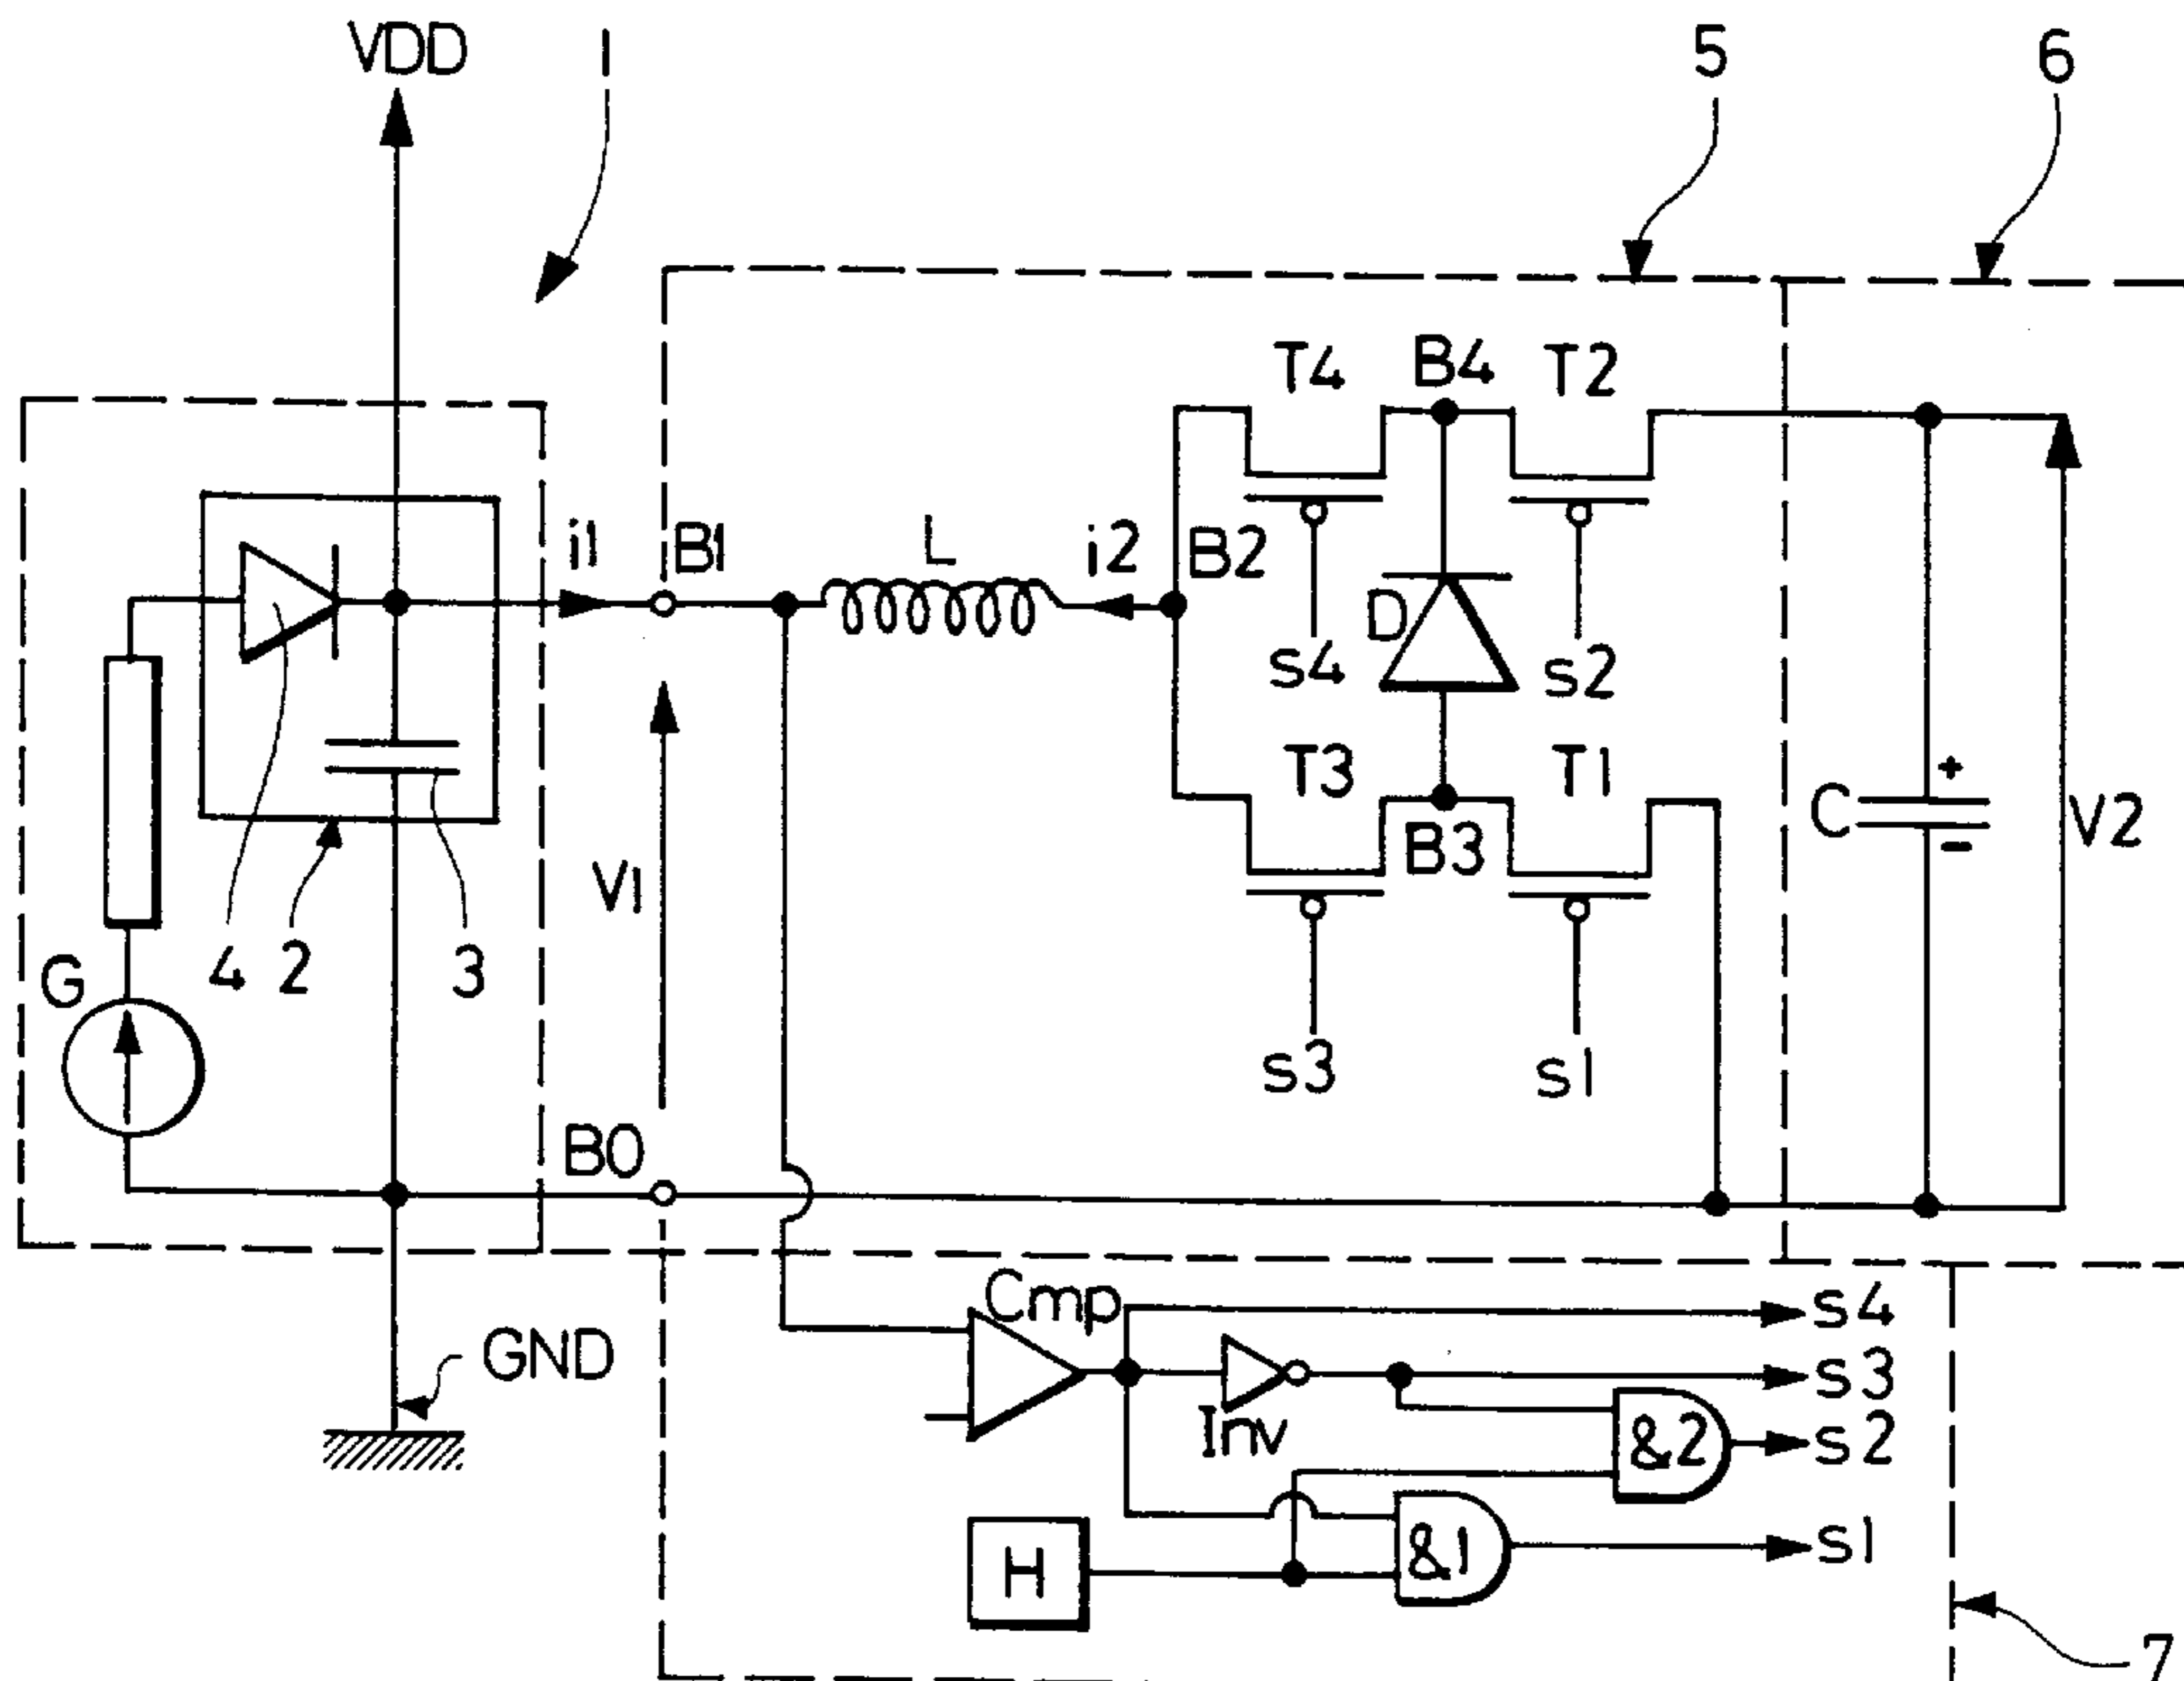 VDD
1
5
6
T4
B4
T2
i1
B1
L
i2
B2
D
s4
s2
T3
T1
C
+
-
V2
B3
V1
4
2
3
G
s3
s1
B0
Cmp
s4
GND
s3
Inv
&2
s2
H
&1
s1
7